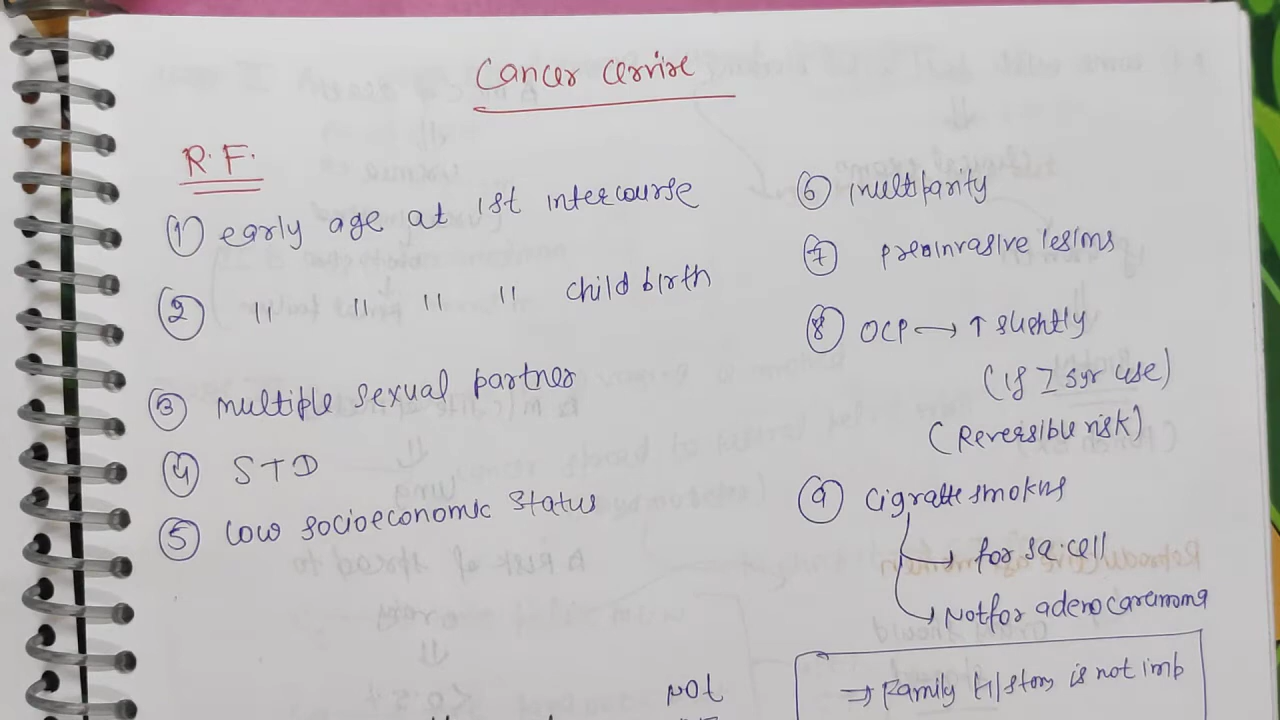 Cancer Cervix
R.F.
① early age at 1st intercourse
② " " " " child birth
③ multiple sexual partner
④ STD
⑤ low socioeconomic status
⑥ multiparity
⑦ preinvasive lesions
⑧ OCP → ↑ slightly
(if ≥ 5yr use)
(Reversible risk)
⑨ Cigratte smokng
→ for sq cell
→ Not for adenocarcinoma
⇒ Family History is not imp
NOT